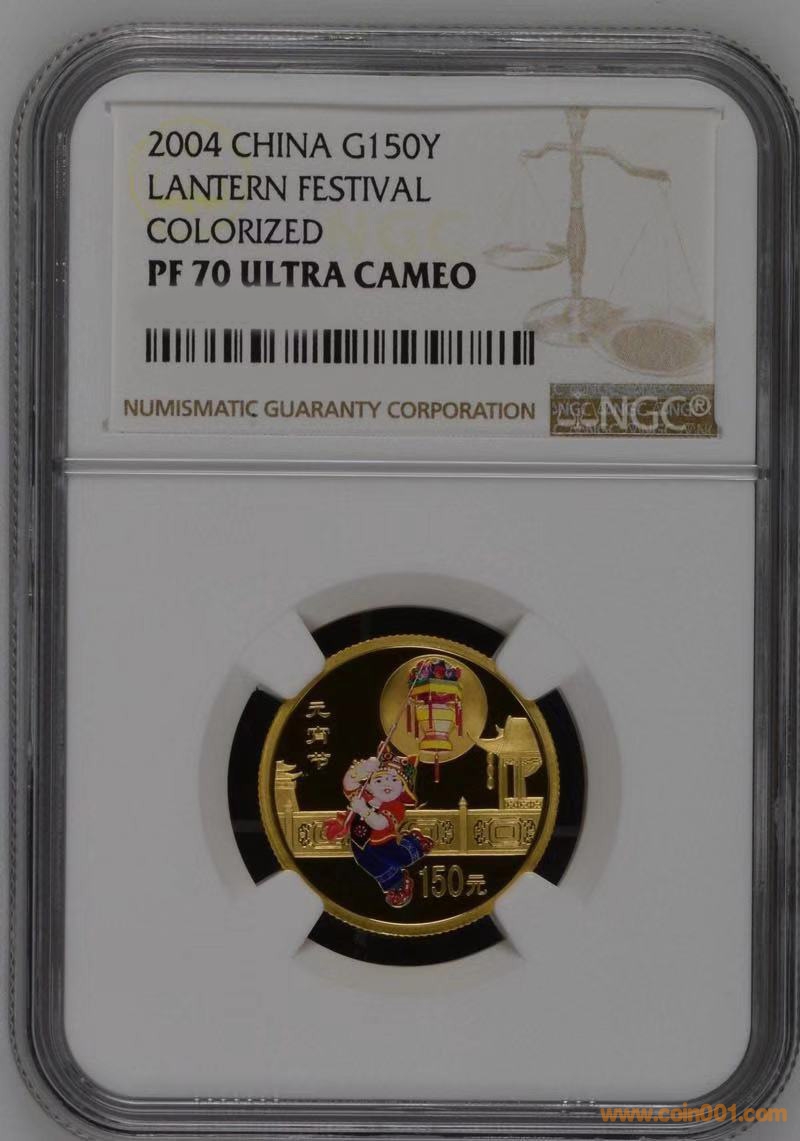 2004 CHINA G150Y
LANTERN FESTIVAL
COLORIZED
PF 70 ULTRA CAMEO
NGC
NUMISMATIC GUARANTY CORPORATION
NGC®
元宵节
150元
www.coin001.com